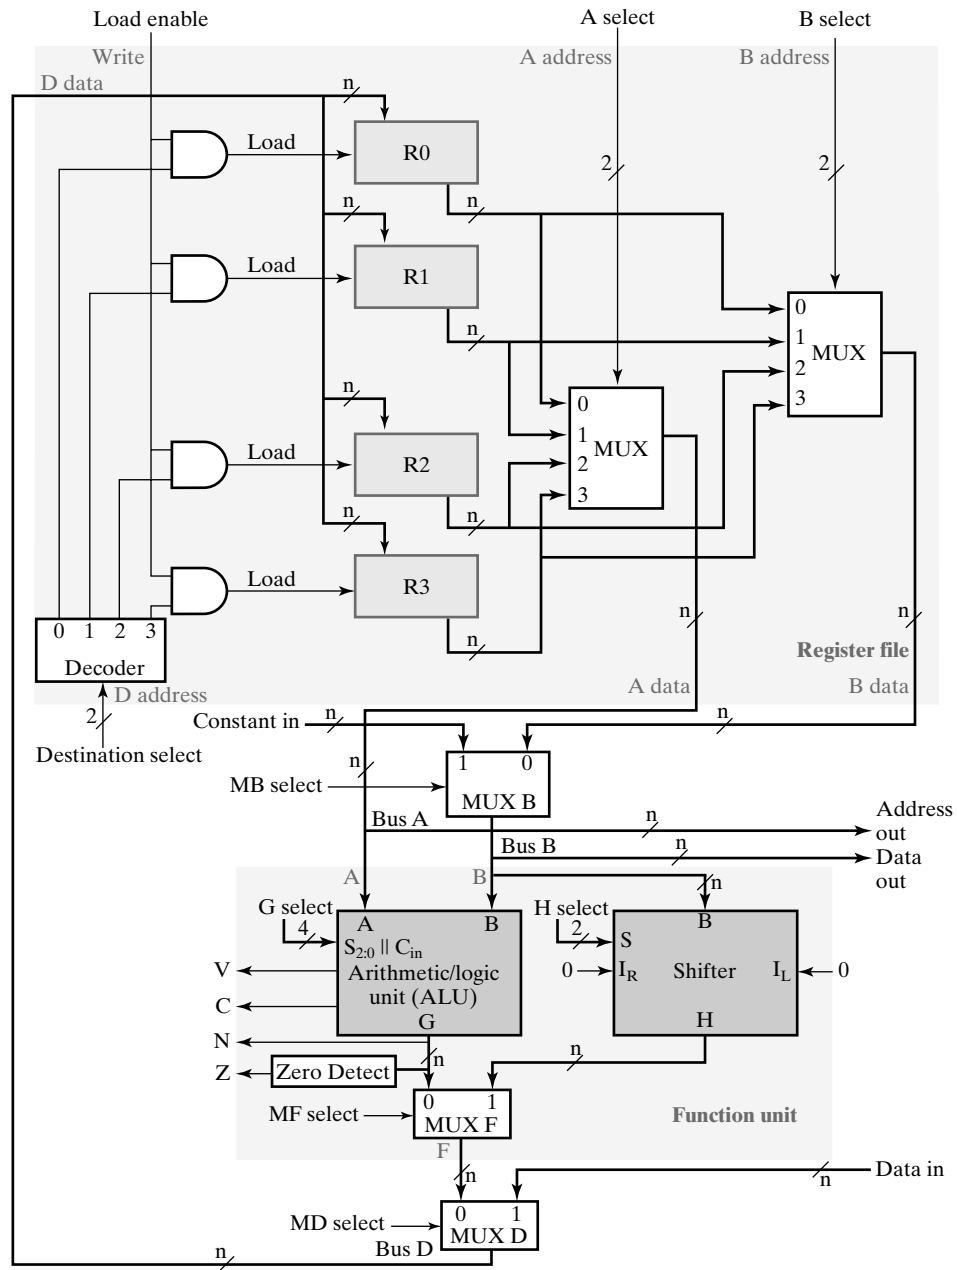 Load enable
A select
B select
Write
A address
B address
D data
n
Load
R0
2
2
n
n
Load
R1
0
1
MUX
2
3
n
n
Load
R2
0
1
MUX
2
3
n
n
Load
R3
n
n
n
0 1 2 3
Decoder
Register file
D address
A data
B data
2
Destination select
Constant in
n
n
n
1 0
MB select
MUX B
Bus A
n
Address
out
Bus B
n
Data
out
A
B
n
G select
4
A B
S2:0 || Cin
Arithmetic/logic
unit (ALU)
G
H select
2
B
S
0
IR
Shifter
IL
0
H
V
C
N
Z
Zero Detect
n
n
0 1
MF select
MUX F
Function unit
F
n
Data in
n
0 1
MD select
MUX D
Bus D
n